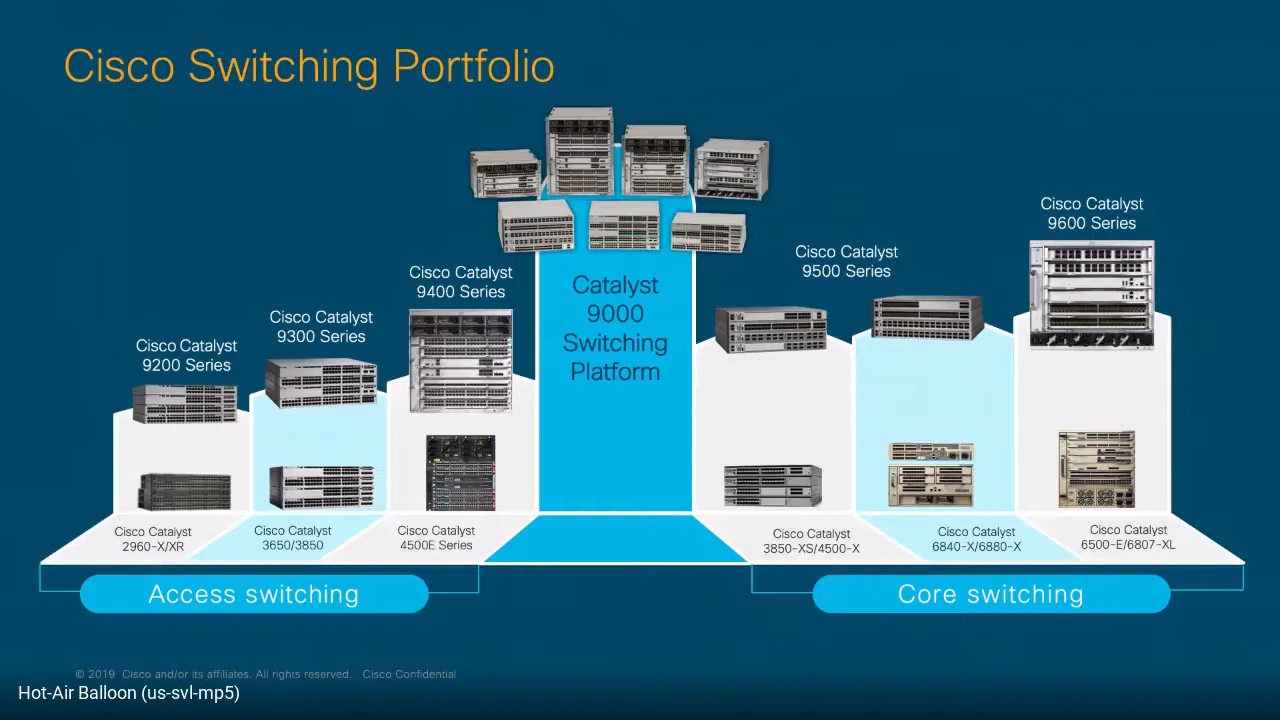 Cisco Switching Portfolio
Cisco Catalyst
9600 Series
Cisco Catalyst
9500 Series
Cisco Catalyst
9400 Series
Cisco Catalyst
9300 Series
Cisco Catalyst
9200 Series
Catalyst
9000
Switching
Platform
Cisco Catalyst
2960-X/XR
Cisco Catalyst
3650/3850
Cisco Catalyst
4500E Series
Cisco Catalyst
3850-XS/4500-X
Cisco Catalyst
6840-X/6880-X
Cisco Catalyst
6500-E/6807-XL
Access switching
Core switching
© 2019 Cisco and/or its affiliates. All rights reserved. Cisco Confidential
Hot-Air Balloon (us-svl-mp5)